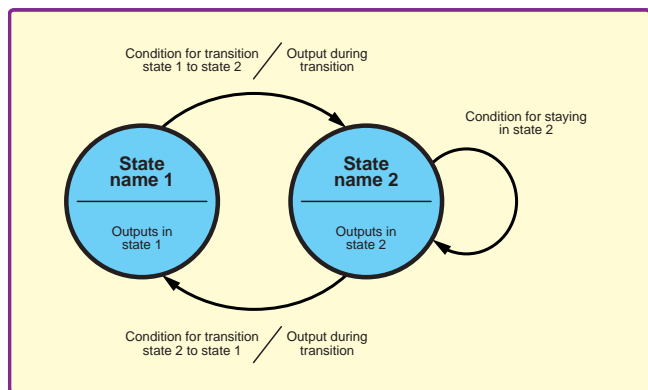 Condition for transition
state 1 to state 2
Output during
transition
Condition for staying
in state 2
State
name 1
Outputs in
state 1
State
name 2
Outputs in
state 2
Condition for transition
state 2 to state 1
Output during
transition